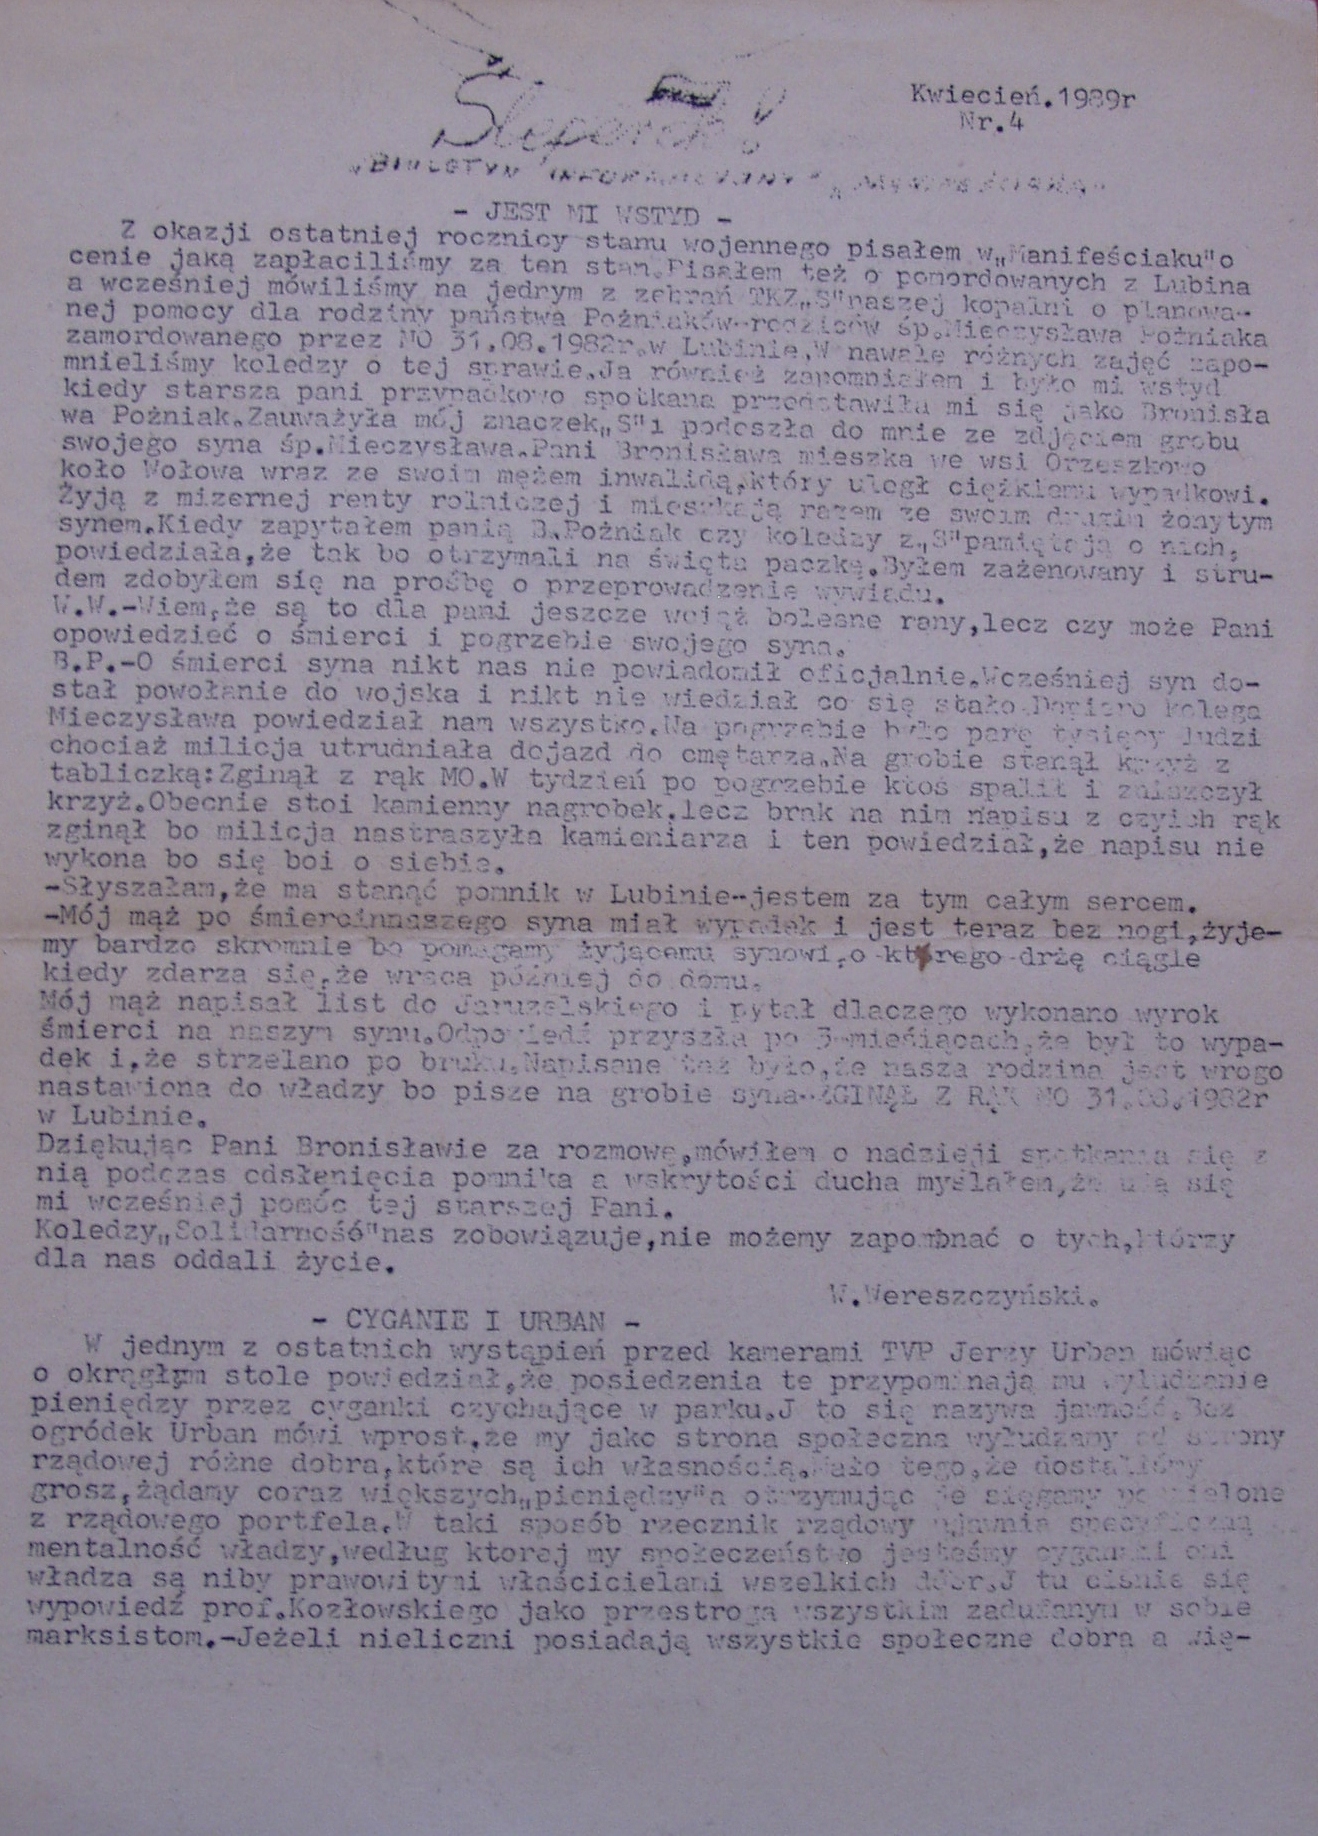 Kwiecień.1989r
Nr.4
„BIULETYN INFORMACYJNY"
- JEST MI WSTYD -
Z okazji ostatniej rocznicy stanu wojennego pisałem w„Manifeściaku"o
cenie jaką zapłaciliśmy za ten stan.Pisałem też o pomordowanych z Lubina
a wcześniej mówiliśmy na jednym z zebrań TKZ„S"naszej kopalni o planowa-
nej pomocy dla rodziny państwa Poźniaków-rodziców śp.Mieczysława Poźniaka
zamordowanego przez MO 31.08.1982r.w Lubinie.W nawale różnych zajęć zapo-
mnieliśmy koledzy o tej sprawie.Ja również zapomniałem i było mi wstyd
kiedy starsza pani przypadkowo spotkana przedstawiła mi się jako Bronisła
wa Poźniak.Zauważyła mój znaczek„S"i podeszła do mnie ze zdjęciem grobu
swojego syna śp.Mieczysława.Pani Bronisława mieszka we wsi Orzeszkowo
koło Wołowa wraz ze swoim mężem inwalidą,który uległ ciężkiemu wypadkowi.
Żyją z mizernej renty rolniczej i mieszkają razem ze swoim drugim żonytym
synem.Kiedy zapytałem panią B.Poźniak czy koledzy z„S"pamiętają o nich,
powiedziała,że tak bo otrzymali na święta paczkę.Byłem zażenowany i stru-
dem zdobyłem się na prośbę o przeprowadzenie wywiadu.
W.W.-Wiem,że są to dla pani jeszcze wciąż bolesne rany,lecz czy może Pani
opowiedzieć o śmierci i pogrzebie swojego syna.
B.P.-O śmierci syna nikt nas nie powiadomił oficjalnie.Wcześniej syn do-
stał powołanie do wojska i nikt nie wiedział co się stało.Dopiero kolega
Mieczysława powiedział nam wszystko.Na pogrzebie było parę tysięcy ludzi
chociaż milicja utrudniała dojazd do cmętarza.Na grobie stanął krzyż z
tabliczką:Zginął z rąk MO.W tydzień po pogrzebie ktoś spalił i zniszczył
krzyż.Obecnie stoi kamienny nagrobek.lecz brak na nim napisu z czyich rąk
zginął bo milicja nastraszyła kamieniarza i ten powiedział,że napisu nie
wykona bo się boi o siebie.
-Słyszałam,że ma stanąć pomnik w Lubinie-jestem za tym całym sercem.
-Mój mąż po śmiercinnaszego syna miał wypadek i jest teraz bez nogi,żyje-
my bardzo skromnie bo pomagamy żyjącemu synowi,o którego drżę ciągle
kiedy zdarza się,że wraca później do domu.
Mój mąż napisał list do Jaruzelskiego i pytał dlaczego wykonano wyrok
śmierci na naszym synu.Odpowiedź przyszła po 3-mieśiącach,że był to wypa-
dek i,że strzelano po bruku.Napisane też było,że nasza rodzina jest wrogo
nastawiona do władzy bo pisze na grobie syna-ZGINĄŁ Z RĄK MO 31.08.1982r
w Lubinie.
Dziękując Pani Bronisławie za rozmowę,mówiłem o nadzieji spotkania się z
nią podczas odsłenięcia pomnika a wskrytości ducha myślałem,że uda się
mi wcześniej pomóc tej starszej Pani.
Koledzy„Solidarność"nas zobowiązuje,nie możemy zapomnać o tych,którzy
dla nas oddali życie.
W.Wereszczyński.
- CYGANIE I URBAN -
W jednym z ostatnich wystąpień przed kamerami TVP Jerzy Urban mówiąc
o okrągłym stole powiedział,że posiedzenia te przypominają mu wyłudzanie
pieniędzy przez cyganki czychające w parku.J to się nazywa jawność.Bez
ogródek Urban mówi wprost,że my jako strona społeczna wyłudzamy od strony
rządowej różne dobra,które są ich własnością.Mało tego,że dostaliśmy
grosz,żądamy coraz większych„pieniędzy"a otrzymując je sięgamy po zielone
z rządowego portfela.W taki sposób rzecznik rządowy ujawnia specyficzną
mentalność władzy,według ktorej my społeczeństwo jesteśmy cyganami oni
władza są niby prawowitymi właścicielami wszelkich dóbr.J tu ciśnie się
wypowiedź prof.Kozłowskiego jako przestroga wszystkim zadufanym w sobie
marksistom.-Jeżeli nieliczni posiadają wszystkie społeczne dobra a wię-